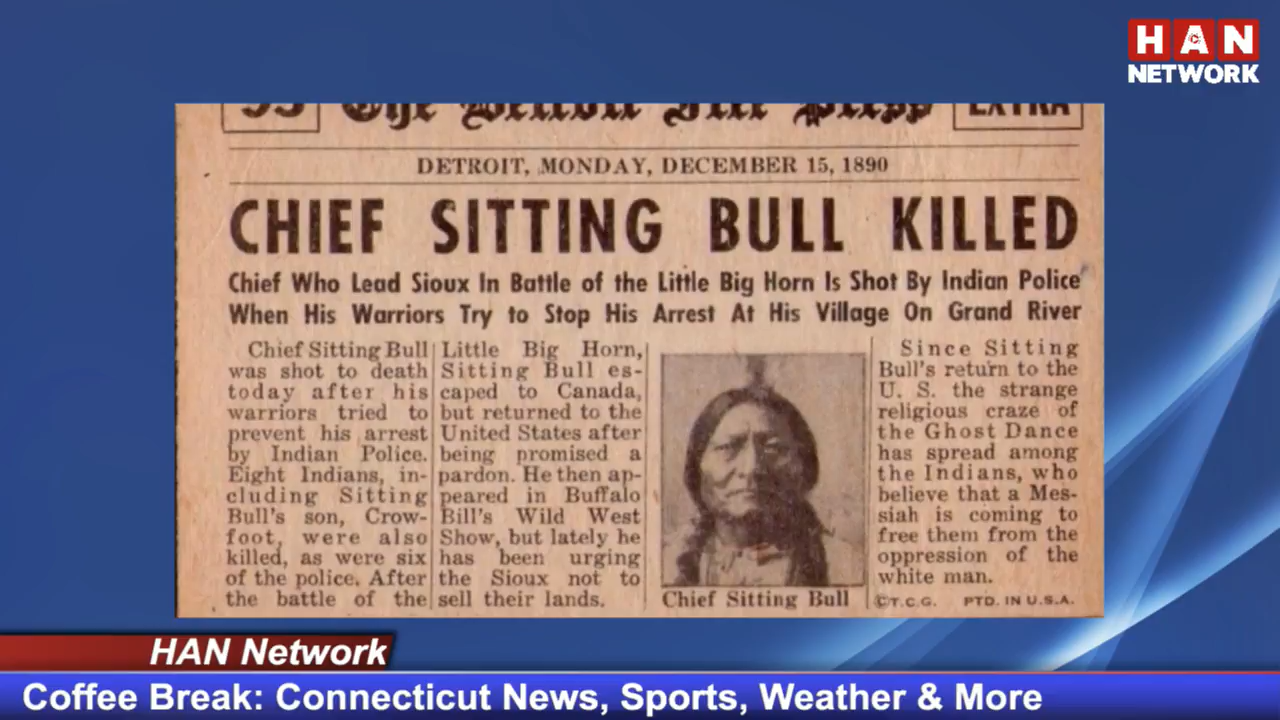 HAN
NETWORK
The Detroit Free Press
EXTRA
DETROIT, MONDAY, DECEMBER 15, 1890
CHIEF SITTING BULL KILLED
Chief Who Lead Sioux In Battle of the Little Big Horn Is Shot By Indian Police
When His Warriors Try to Stop His Arrest At His Village On Grand River
Chief Sitting Bull
was shot to death
today after his
warriors tried to
prevent his arrest
by Indian Police.
Eight Indians, in-
cluding Sitting
Bull's son, Crow-
foot, were also
killed, as were six
of the police. After
the battle of the
Little Big Horn,
Sitting Bull es-
caped to Canada,
but returned to the
United States after
being promised a
pardon. He then ap-
peared in Buffalo
Bill's Wild West
Show, but lately he
has been urging
the Sioux not to
sell their lands.
Chief Sitting Bull
Since Sitting
Bull's return to the
U. S. the strange
religious craze of
the Ghost Dance
has spread among
the Indians, who
believe that a Mes-
siah is coming to
free them from the
oppression of the
white man.
©T.C.G. PTD. IN U.S.A.
HAN Network
Coffee Break: Connecticut News, Sports, Weather & More